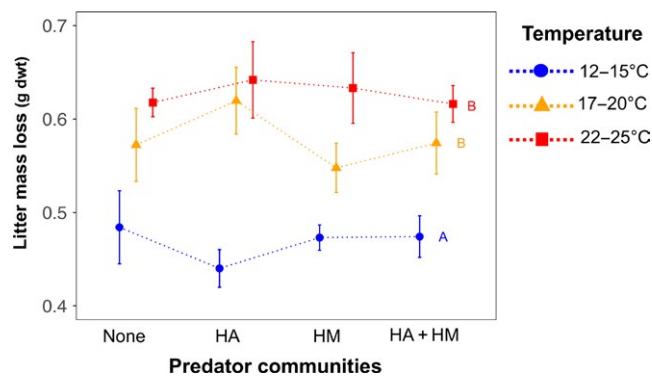 0.7
0.6
0.5
0.4
Litter mass loss (g dwt)
B
B
A
None HA HM HA + HM
Predator communities
Temperature
12–15°C
17–20°C
22–25°C